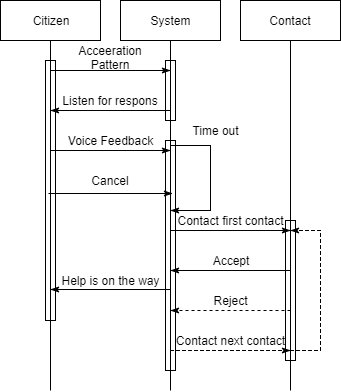 Citizen
System
Contact
Acceeration
Pattern
Listen for respons
Voice Feedback
Time out
Cancel
Contact first contact
Accept
Help is on the way
Reject
Contact next contact